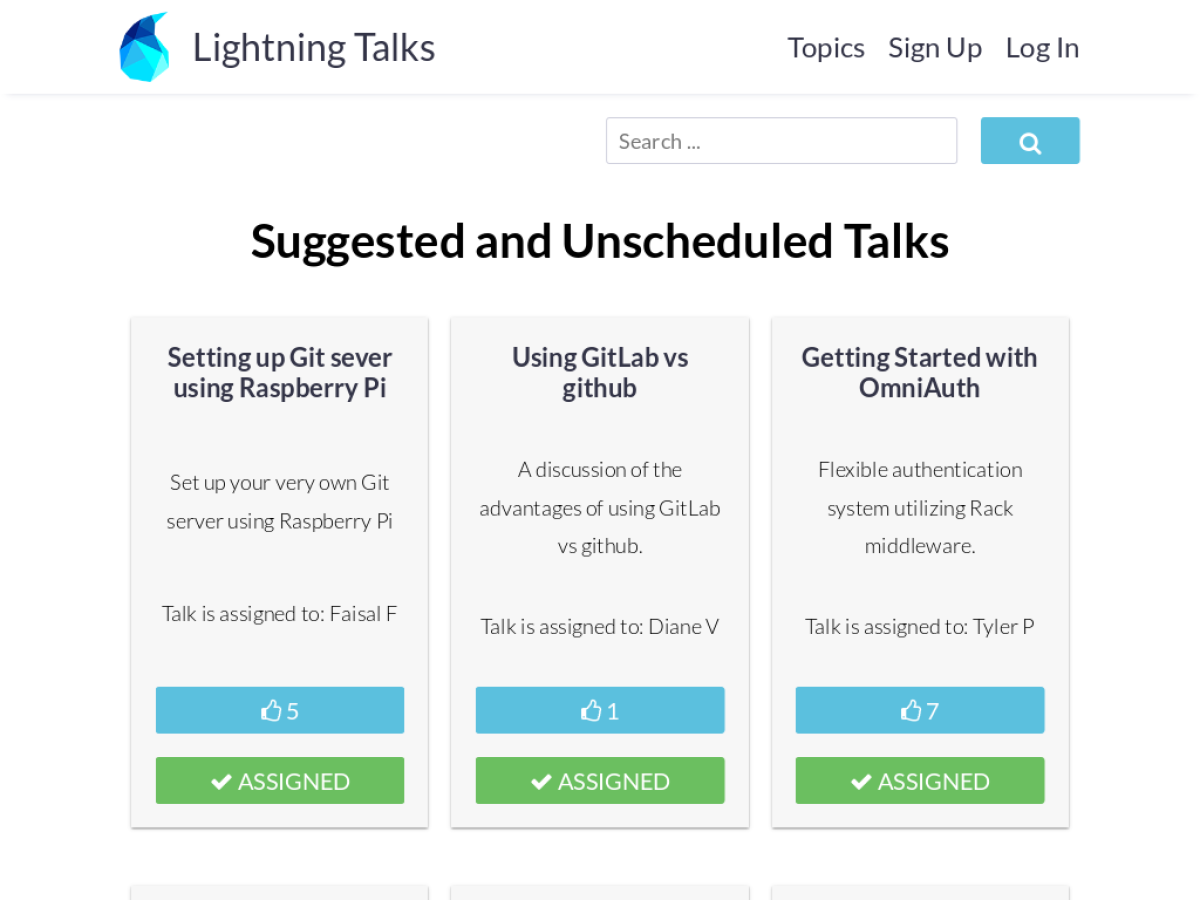 Lightning Talks
Topics Sign Up Log In
Search ...
Suggested and Unscheduled Talks
Setting up Git sever
using Raspberry Pi
Set up your very own Git
server using Raspberry Pi
Talk is assigned to: Faisal F
5
ASSIGNED
Using GitLab vs
github
A discussion of the
advantages of using GitLab
vs github.
Talk is assigned to: Diane V
1
ASSIGNED
Getting Started with
OmniAuth
Flexible authentication
system utilizing Rack
middleware.
Talk is assigned to: Tyler P
7
ASSIGNED